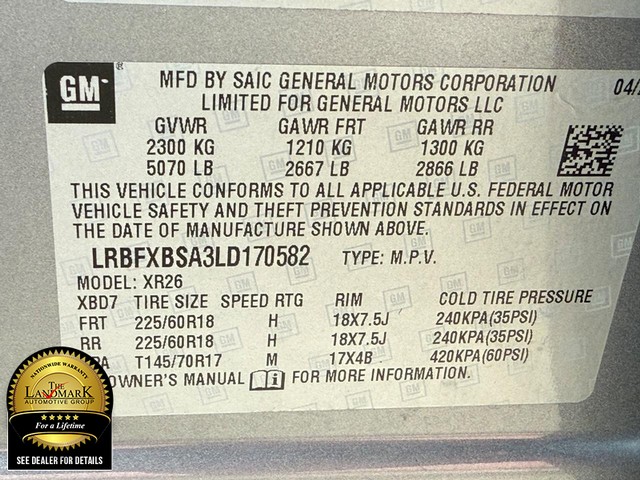 GM
MFD BY SAIC GENERAL MOTORS CORPORATION 04/
LIMITED FOR GENERAL MOTORS LLC
GVWR GAWR FRT GAWR RR
2300 KG 1210 KG 1300 KG
5070 LB 2667 LB 2866 LB
THIS VEHICLE CONFORMS TO ALL APPLICABLE U.S. FEDERAL MOTOR
VEHICLE SAFETY AND THEFT PREVENTION STANDARDS IN EFFECT ON
THE DATE OF MANUFACTURE SHOWN ABOVE.
LRBFXBSA3LD170582 TYPE: M.P.V.
MODEL: XR26
XBD7 TIRE SIZE SPEED RTG RIM COLD TIRE PRESSURE
FRT 225/60R18 H 18X7.5J 240KPA(35PSI)
RR 225/60R18 H 18X7.5J 240KPA(35PSI)
T145/70R17 M 17X4B 420KPA(60PSI)
OWNER'S MANUAL FOR MORE INFORMATION.
NATIONWIDE WARRANTY
THE
LANDMARK
AUTOMOTIVE GROUP
For a Lifetime
SEE DEALER FOR DETAILS